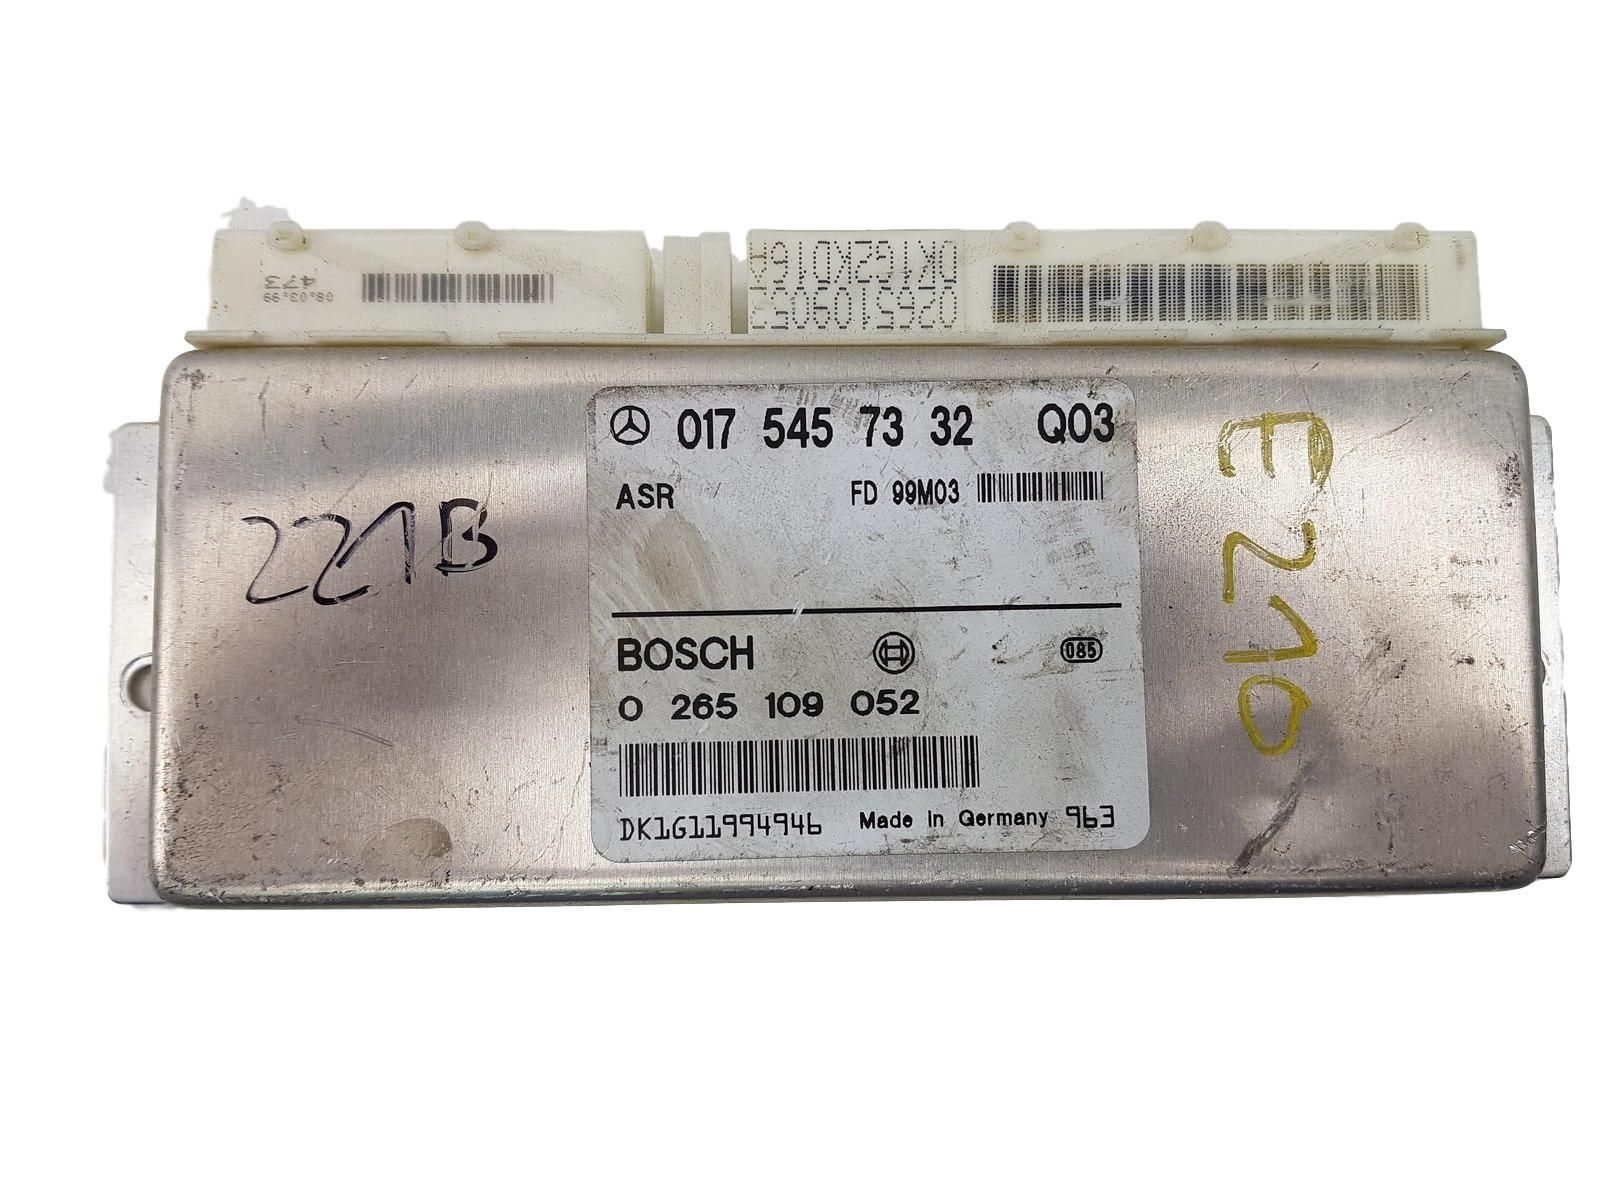 473
08.03.99
DK1G2K016A
0265109052
017 545 73 32 Q03
ASR FD 99M03
221B
E210
BOSCH 085
0 265 109 052
DK1G11994946 Made in Germany 963